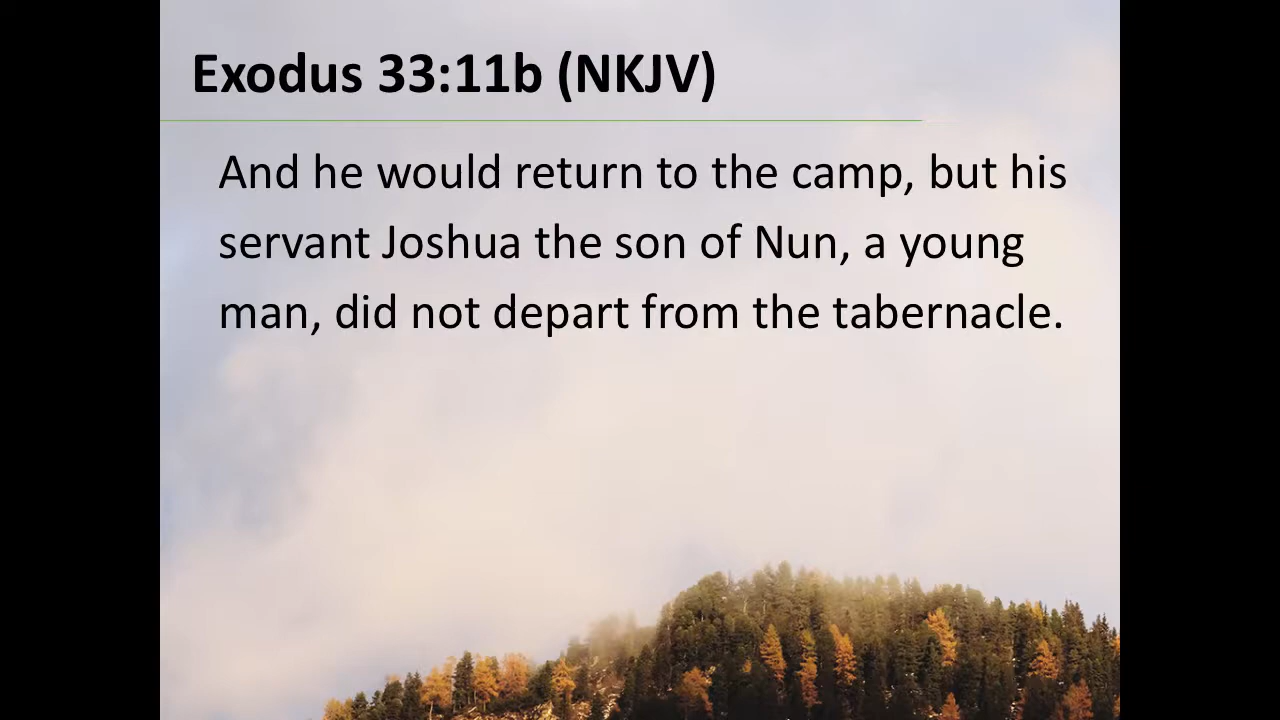 Exodus 33:11b (NKJV)
And he would return to the camp, but his
servant Joshua the son of Nun, a young
man, did not depart from the tabernacle.